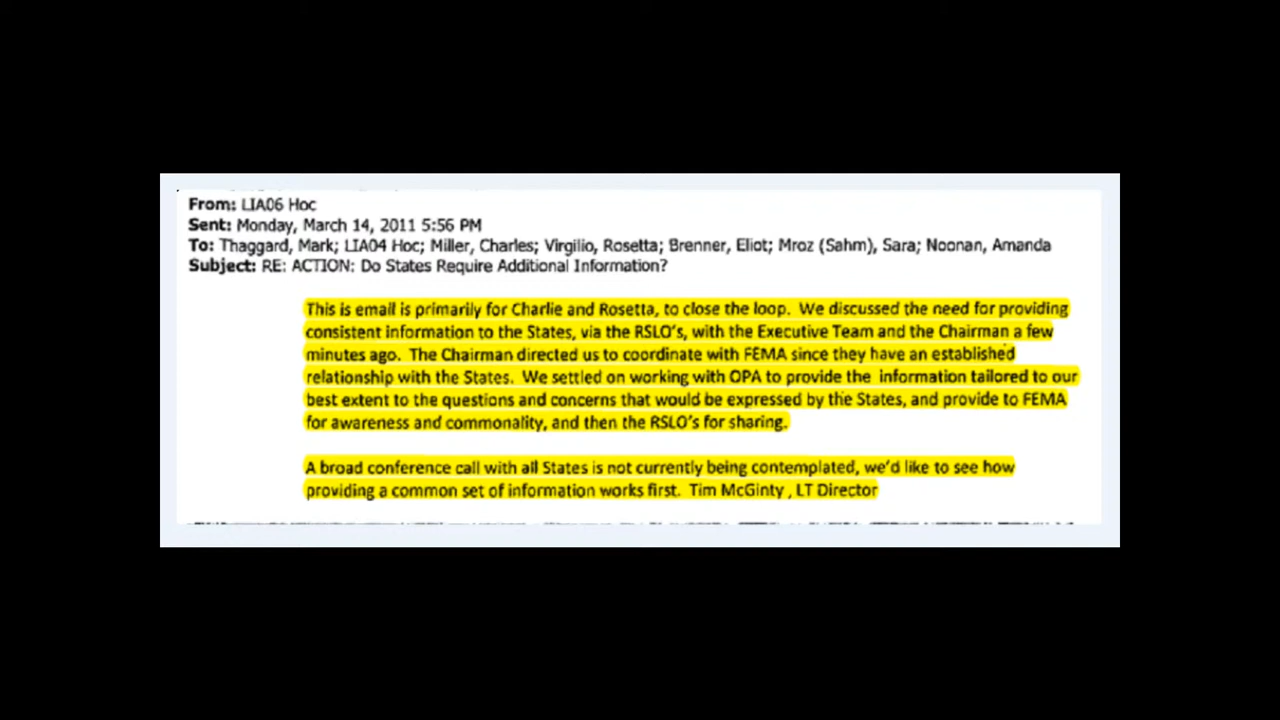 From: LIA06 Hoc
Sent: Monday, March 14, 2011 5:56 PM
To: Thaggard, Mark; LIA04 Hoc; Miller, Charles; Virgilio, Rosetta; Brenner, Eliot; Mroz (Sahm), Sara; Noonan, Amanda
Subject: RE: ACTION: Do States Require Additional Information?
This is email is primarily for Charlie and Rosetta, to close the loop. We discussed the need for providing
consistent information to the States, via the RSLO's, with the Executive Team and the Chairman a few
minutes ago. The Chairman directed us to coordinate with FEMA since they have an established
relationship with the States. We settled on working with OPA to provide the information tailored to our
best extent to the questions and concerns that would be expressed by the States, and provide to FEMA
for awareness and commonality, and then the RSLO's for sharing.
A broad conference call with all States is not currently being contemplated, we'd like to see how
providing a common set of information works first. Tim McGinty , LT Director